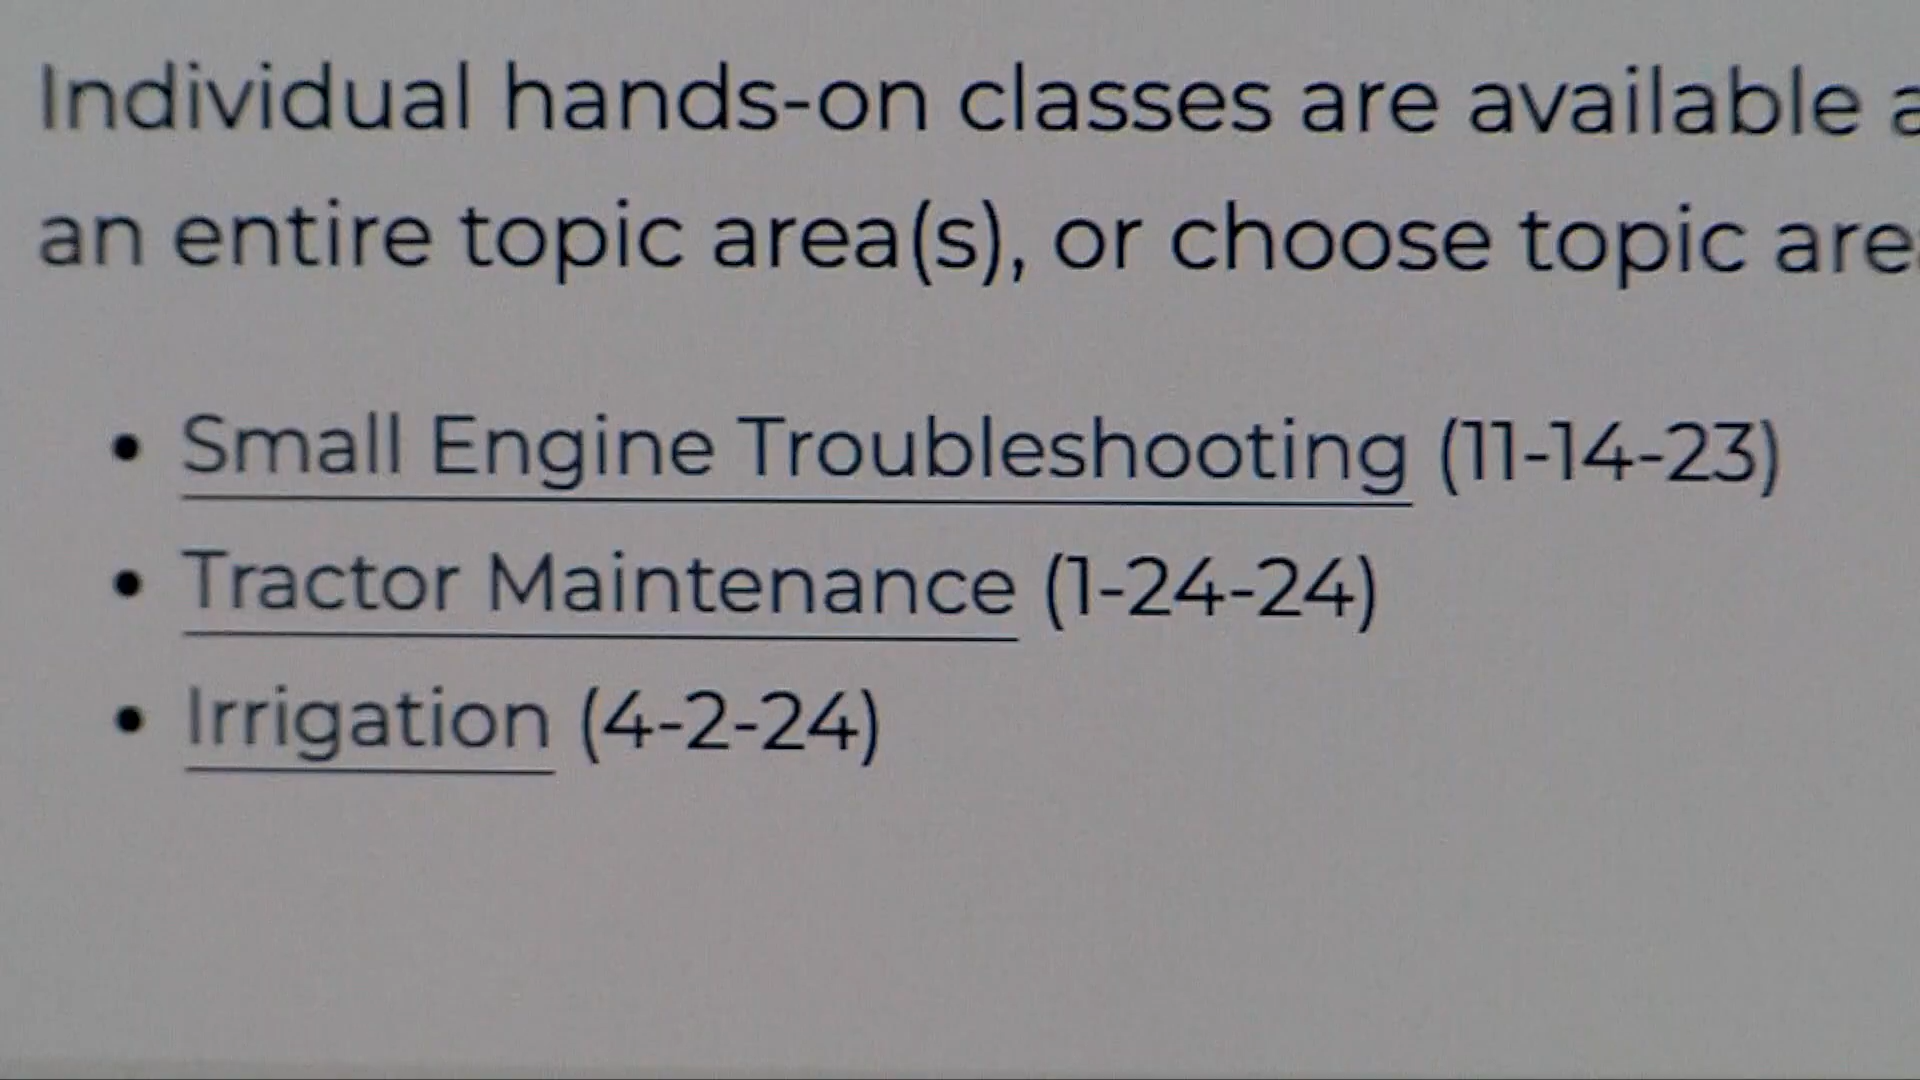 Individual hands-on classes are available
an entire topic area(s), or choose topic
• Small Engine Troubleshooting (11-14-23)
• Tractor Maintenance (1-24-24)
• Irrigation (4-2-24)